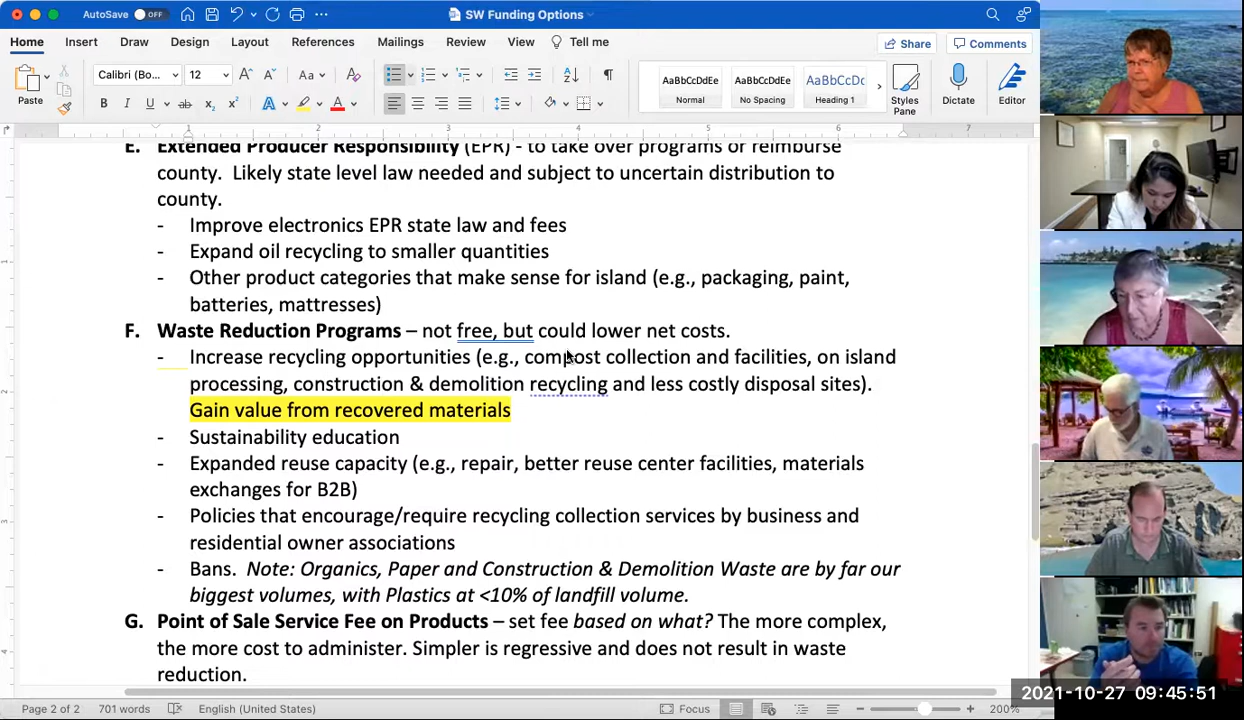 AutoSave OFF SW Funding Options
Home Insert Draw Design Layout References Mailings Review View Tell me Share Comments
Paste Calibri (Bo... 12 Aa AaBbCcDdEe Normal AaBbCcDdEe No Spacing AaBbCcDc Heading 1 Styles Pane Dictate Editor
B I U ab x₂ x² A A
1 2 3 4 5 6 7
E. Extended Producer Responsibility (EPR) - to take over programs or reimburse
county. Likely state level law needed and subject to uncertain distribution to
county.
- Improve electronics EPR state law and fees
- Expand oil recycling to smaller quantities
- Other product categories that make sense for island (e.g., packaging, paint,
batteries, mattresses)
F. Waste Reduction Programs – not free, but could lower net costs.
- Increase recycling opportunities (e.g., compost collection and facilities, on island
processing, construction & demolition recycling and less costly disposal sites).
Gain value from recovered materials
- Sustainability education
- Expanded reuse capacity (e.g., repair, better reuse center facilities, materials
exchanges for B2B)
- Policies that encourage/require recycling collection services by business and
residential owner associations
- Bans. Note: Organics, Paper and Construction & Demolition Waste are by far our
biggest volumes, with Plastics at <10% of landfill volume.
G. Point of Sale Service Fee on Products – set fee based on what? The more complex,
the more cost to administer. Simpler is regressive and does not result in waste
reduction.
2021-10-27 09:45:51
Page 2 of 2 701 words English (United States) Focus 200%